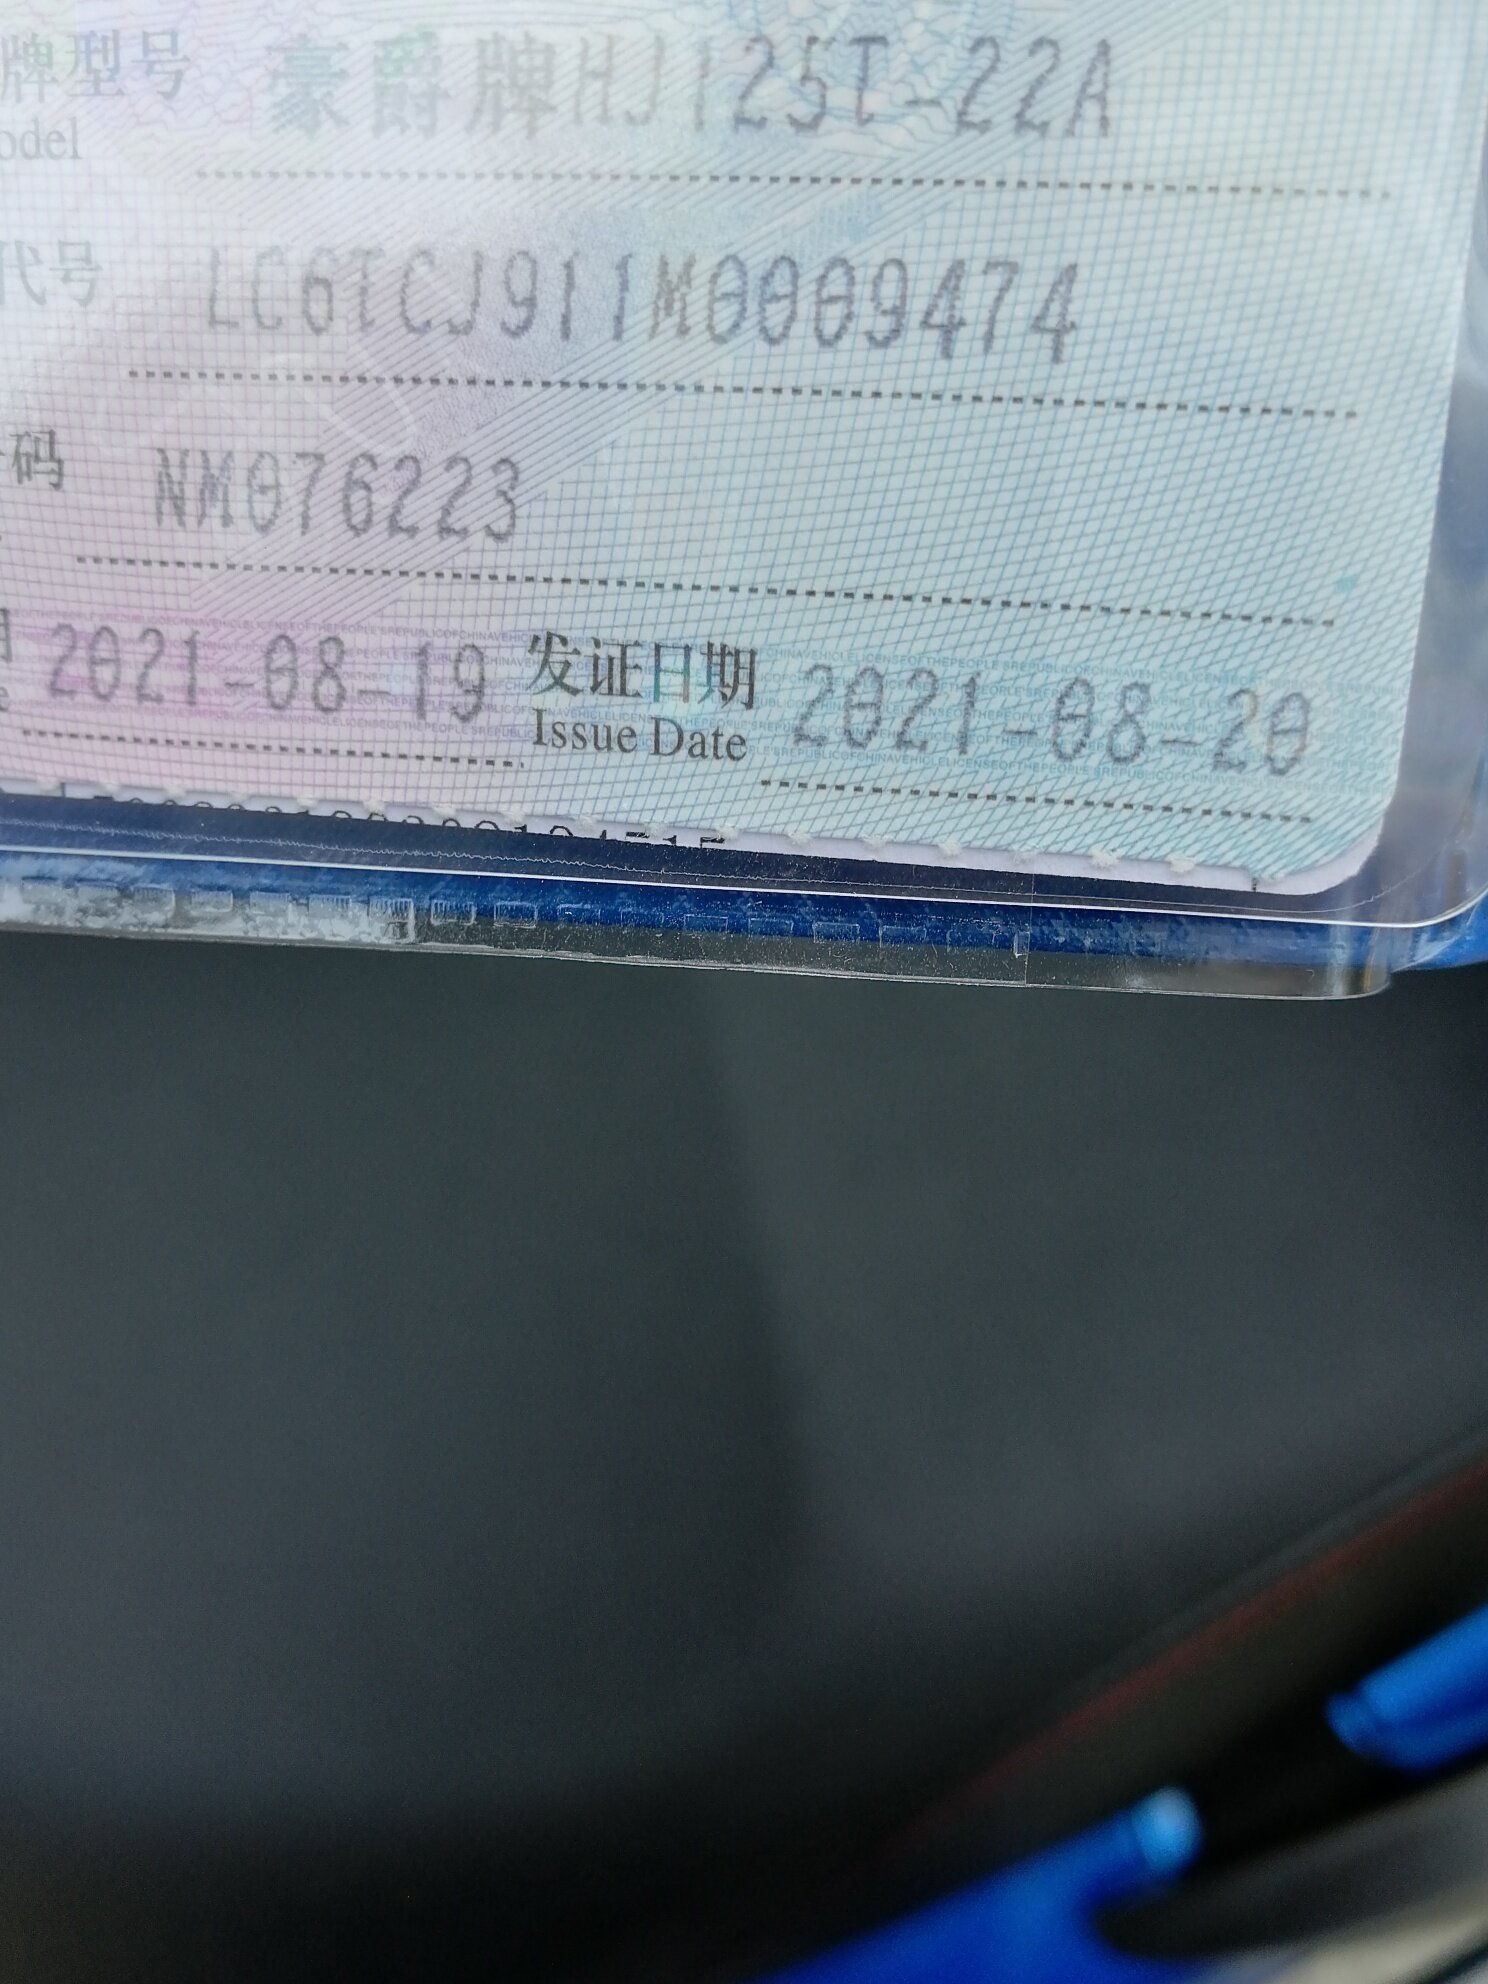 牌型号 豪爵牌HJ125T-22A
odel
代号 LC6TCJ911M0009474
码 NM076223
2021-08-19 发证日期 2021-08-20
Issue Date